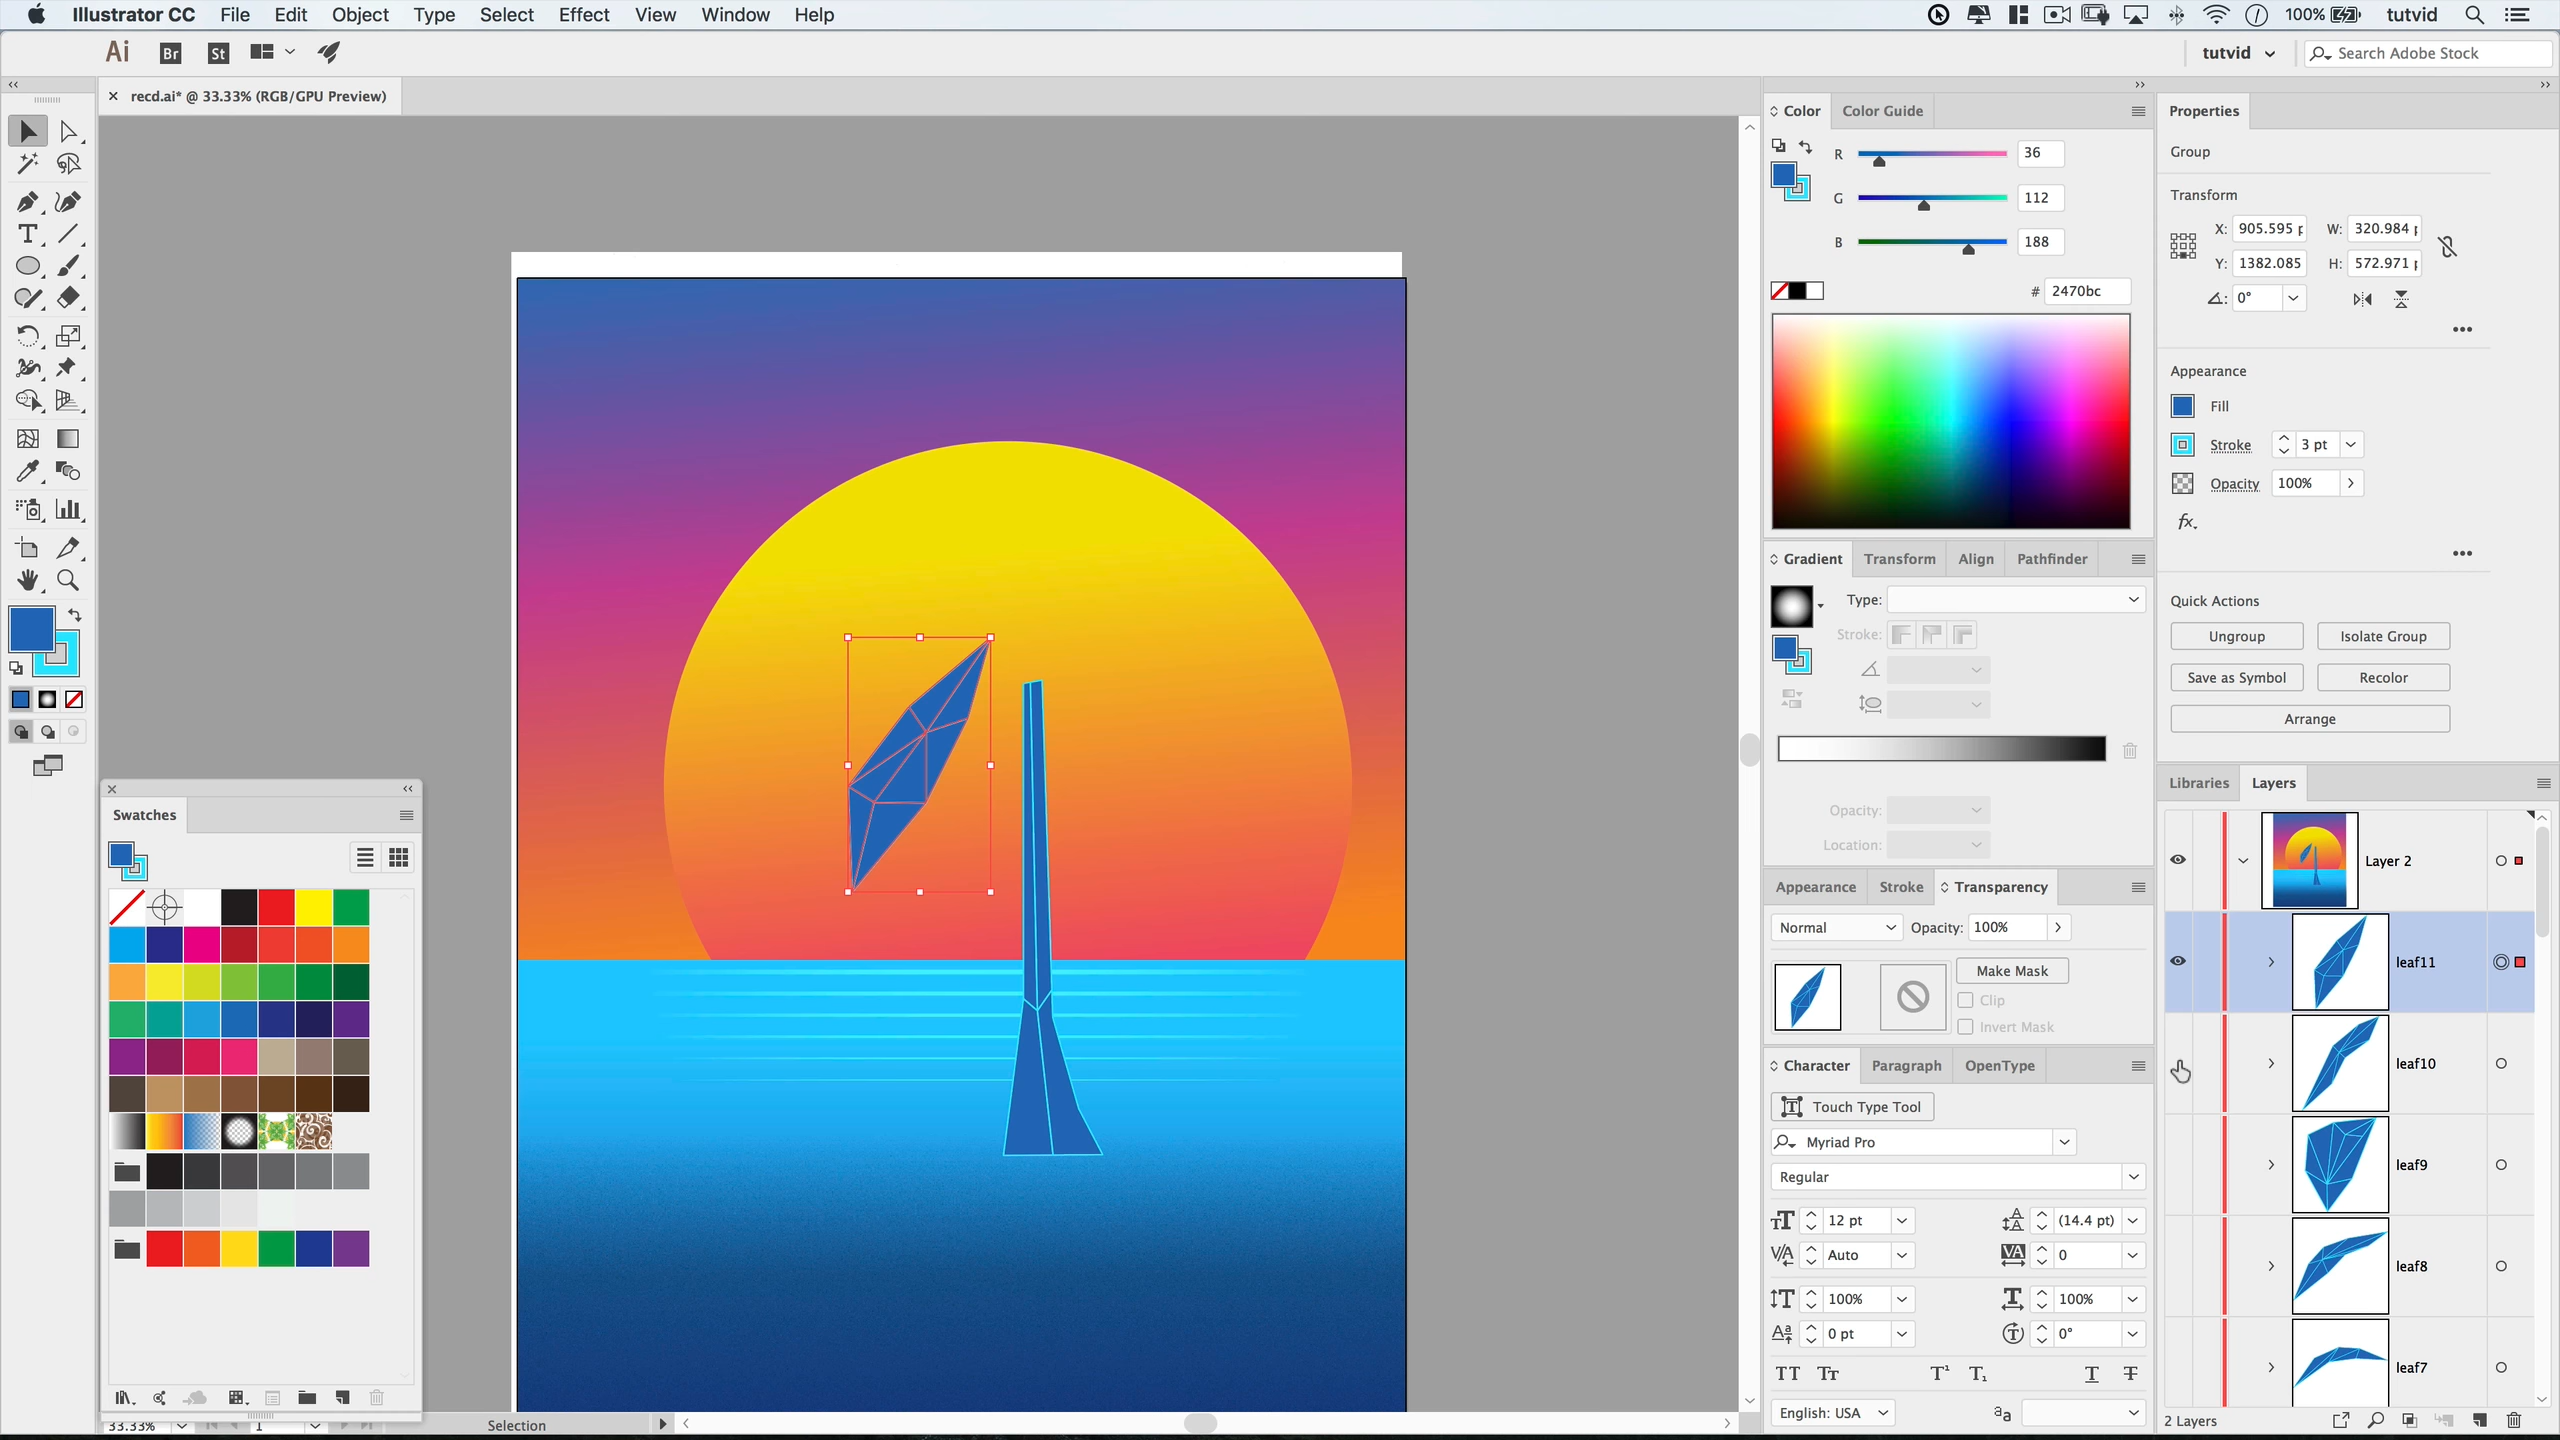 Illustrator CC File Edit Object Type Select Effect View Window Help 100% tutvid
Ai Br St tutvid Search Adobe Stock
recd.ai* @ 33.33% (RGB/GPU Preview)
Color Color Guide
R 36
G 112
B 188
# 2470bc
Gradient Transform Align Pathfinder
Type:
Stroke:
Opacity:
Location:
Appearance Stroke Transparency
Normal Opacity: 100%
Make Mask
Clip
Invert Mask
Character Paragraph OpenType
Touch Type Tool
Myriad Pro
Regular
12 pt (14.4 pt)
Auto 0
100% 100%
0 pt 0°
English: USA
Properties
Group
Transform
X: 905.595 p W: 320.984 p
Y: 1382.085 H: 572.971 p
0°
Appearance
Fill
Stroke 3 pt
Opacity 100%
fx
Quick Actions
Ungroup Isolate Group
Save as Symbol Recolor
Arrange
Libraries Layers
Layer 2
leaf11
leaf10
leaf9
leaf8
leaf7
2 Layers
Swatches
33.33% 1 Selection